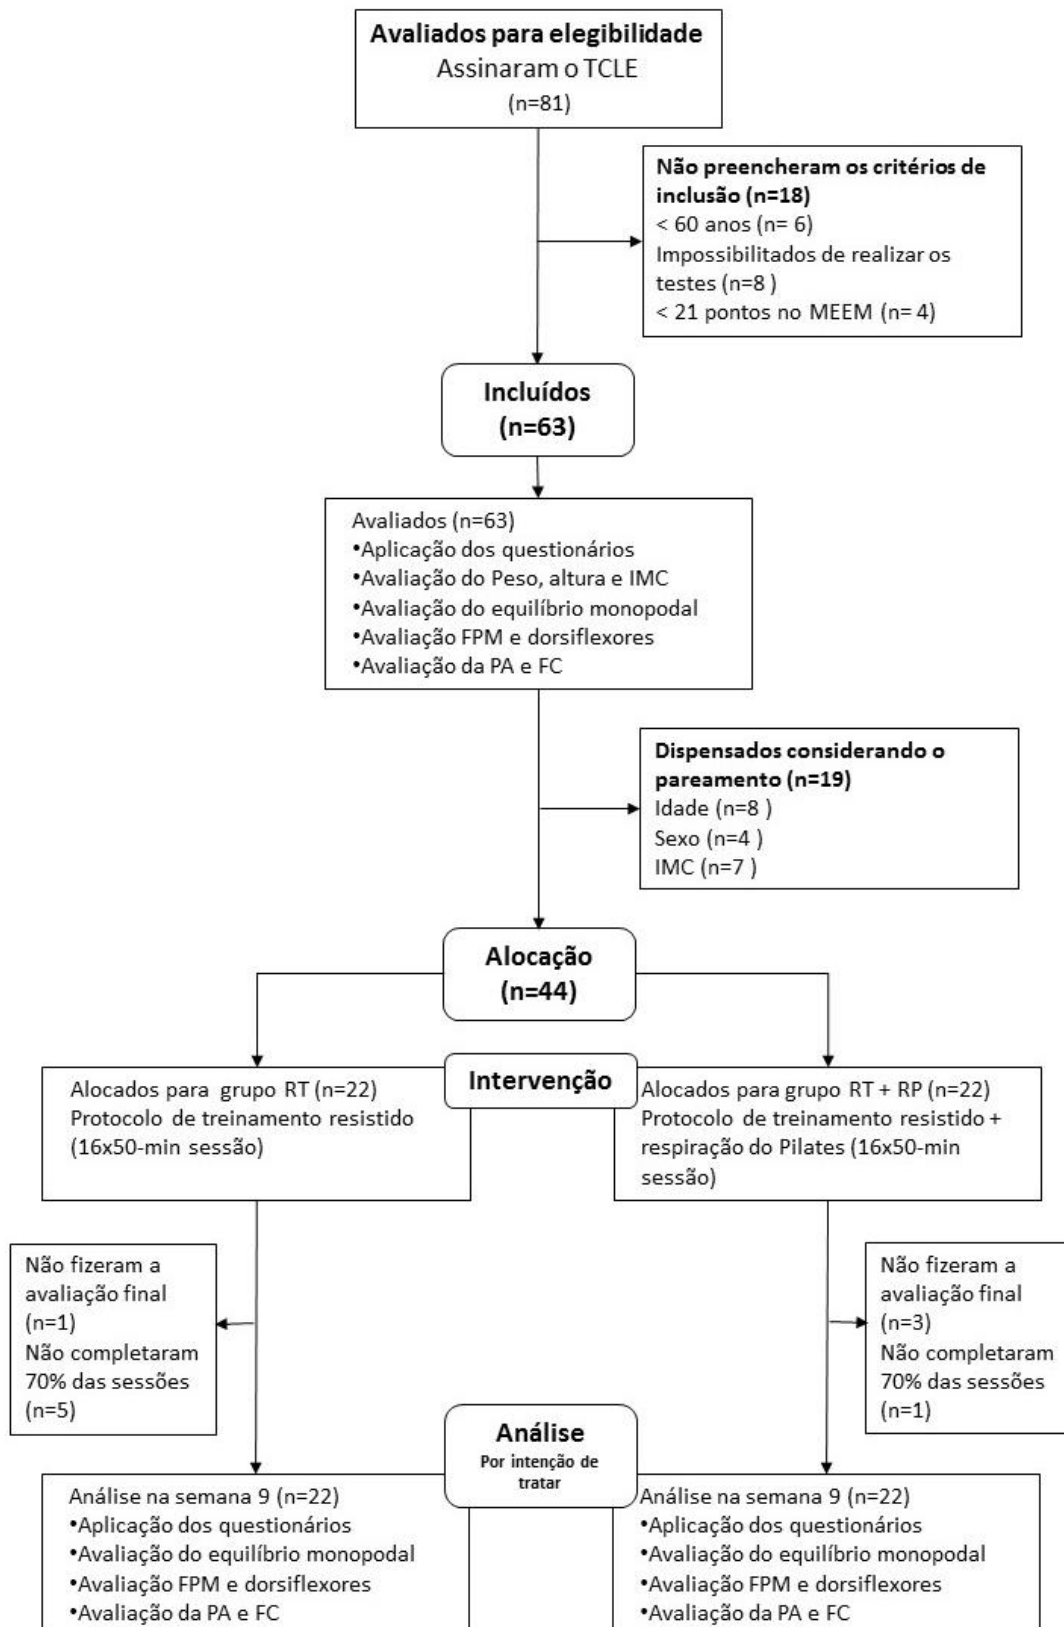 Avaliados para elegibilidade
Assinaram o TCLE
(n=81)
Não preencheram os critérios de
inclusão (n=18)
< 60 anos (n= 6)
Impossibilitados de realizar os
testes (n=8 )
< 21 pontos no MEEM (n= 4)
Incluídos
(n=63)
Avaliados (n=63)
•Aplicação dos questionários
•Avaliação do Peso, altura e IMC
•Avaliação do equilíbrio monopodal
•Avaliação FPM e dorsiflexores
•Avaliação da PA e FC
Dispensados considerando o
pareamento (n=19)
Idade (n=8 )
Sexo (n=4 )
IMC (n=7 )
Alocação
(n=44)
Intervenção
Alocados para grupo RT (n=22)
Protocolo de treinamento resistido
(16x50-min sessão)
Alocados para grupo RT + RP (n=22)
Protocolo de treinamento resistido +
respiração do Pilates (16x50-min
sessão)
Não fizeram a
avaliação final
(n=1)
Não completaram
70% das sessões
(n=5)
Não fizeram a
avaliação final
(n=3)
Não completaram
70% das sessões
(n=1)
Análise
Por intenção de
tratar
Análise na semana 9 (n=22)
•Aplicação dos questionários
•Avaliação do equilíbrio monopodal
•Avaliação FPM e dorsiflexores
•Avaliação da PA e FC
Análise na semana 9 (n=22)
•Aplicação dos questionários
•Avaliação do equilíbrio monopodal
•Avaliação FPM e dorsiflexores
•Avaliação da PA e FC